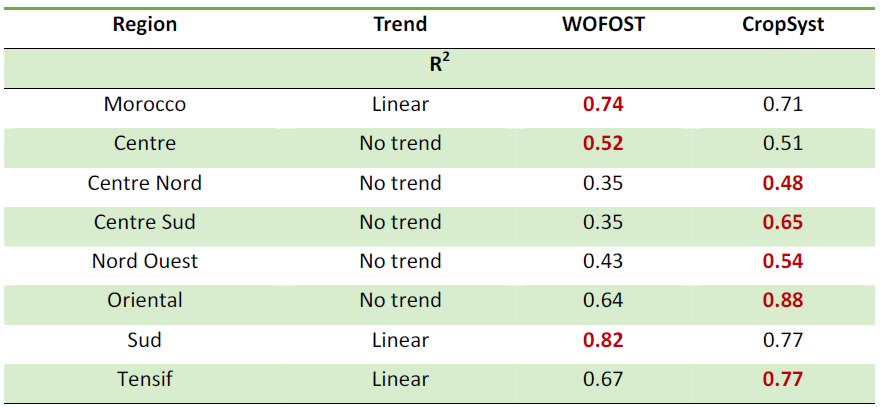 Region Trend WOFOST CropSyst
R²
Morocco Linear 0.74 0.71
Centre No trend 0.52 0.51
Centre Nord No trend 0.35 0.48
Centre Sud No trend 0.35 0.65
Nord Ouest No trend 0.43 0.54
Oriental No trend 0.64 0.88
Sud Linear 0.82 0.77
Tensif Linear 0.67 0.77